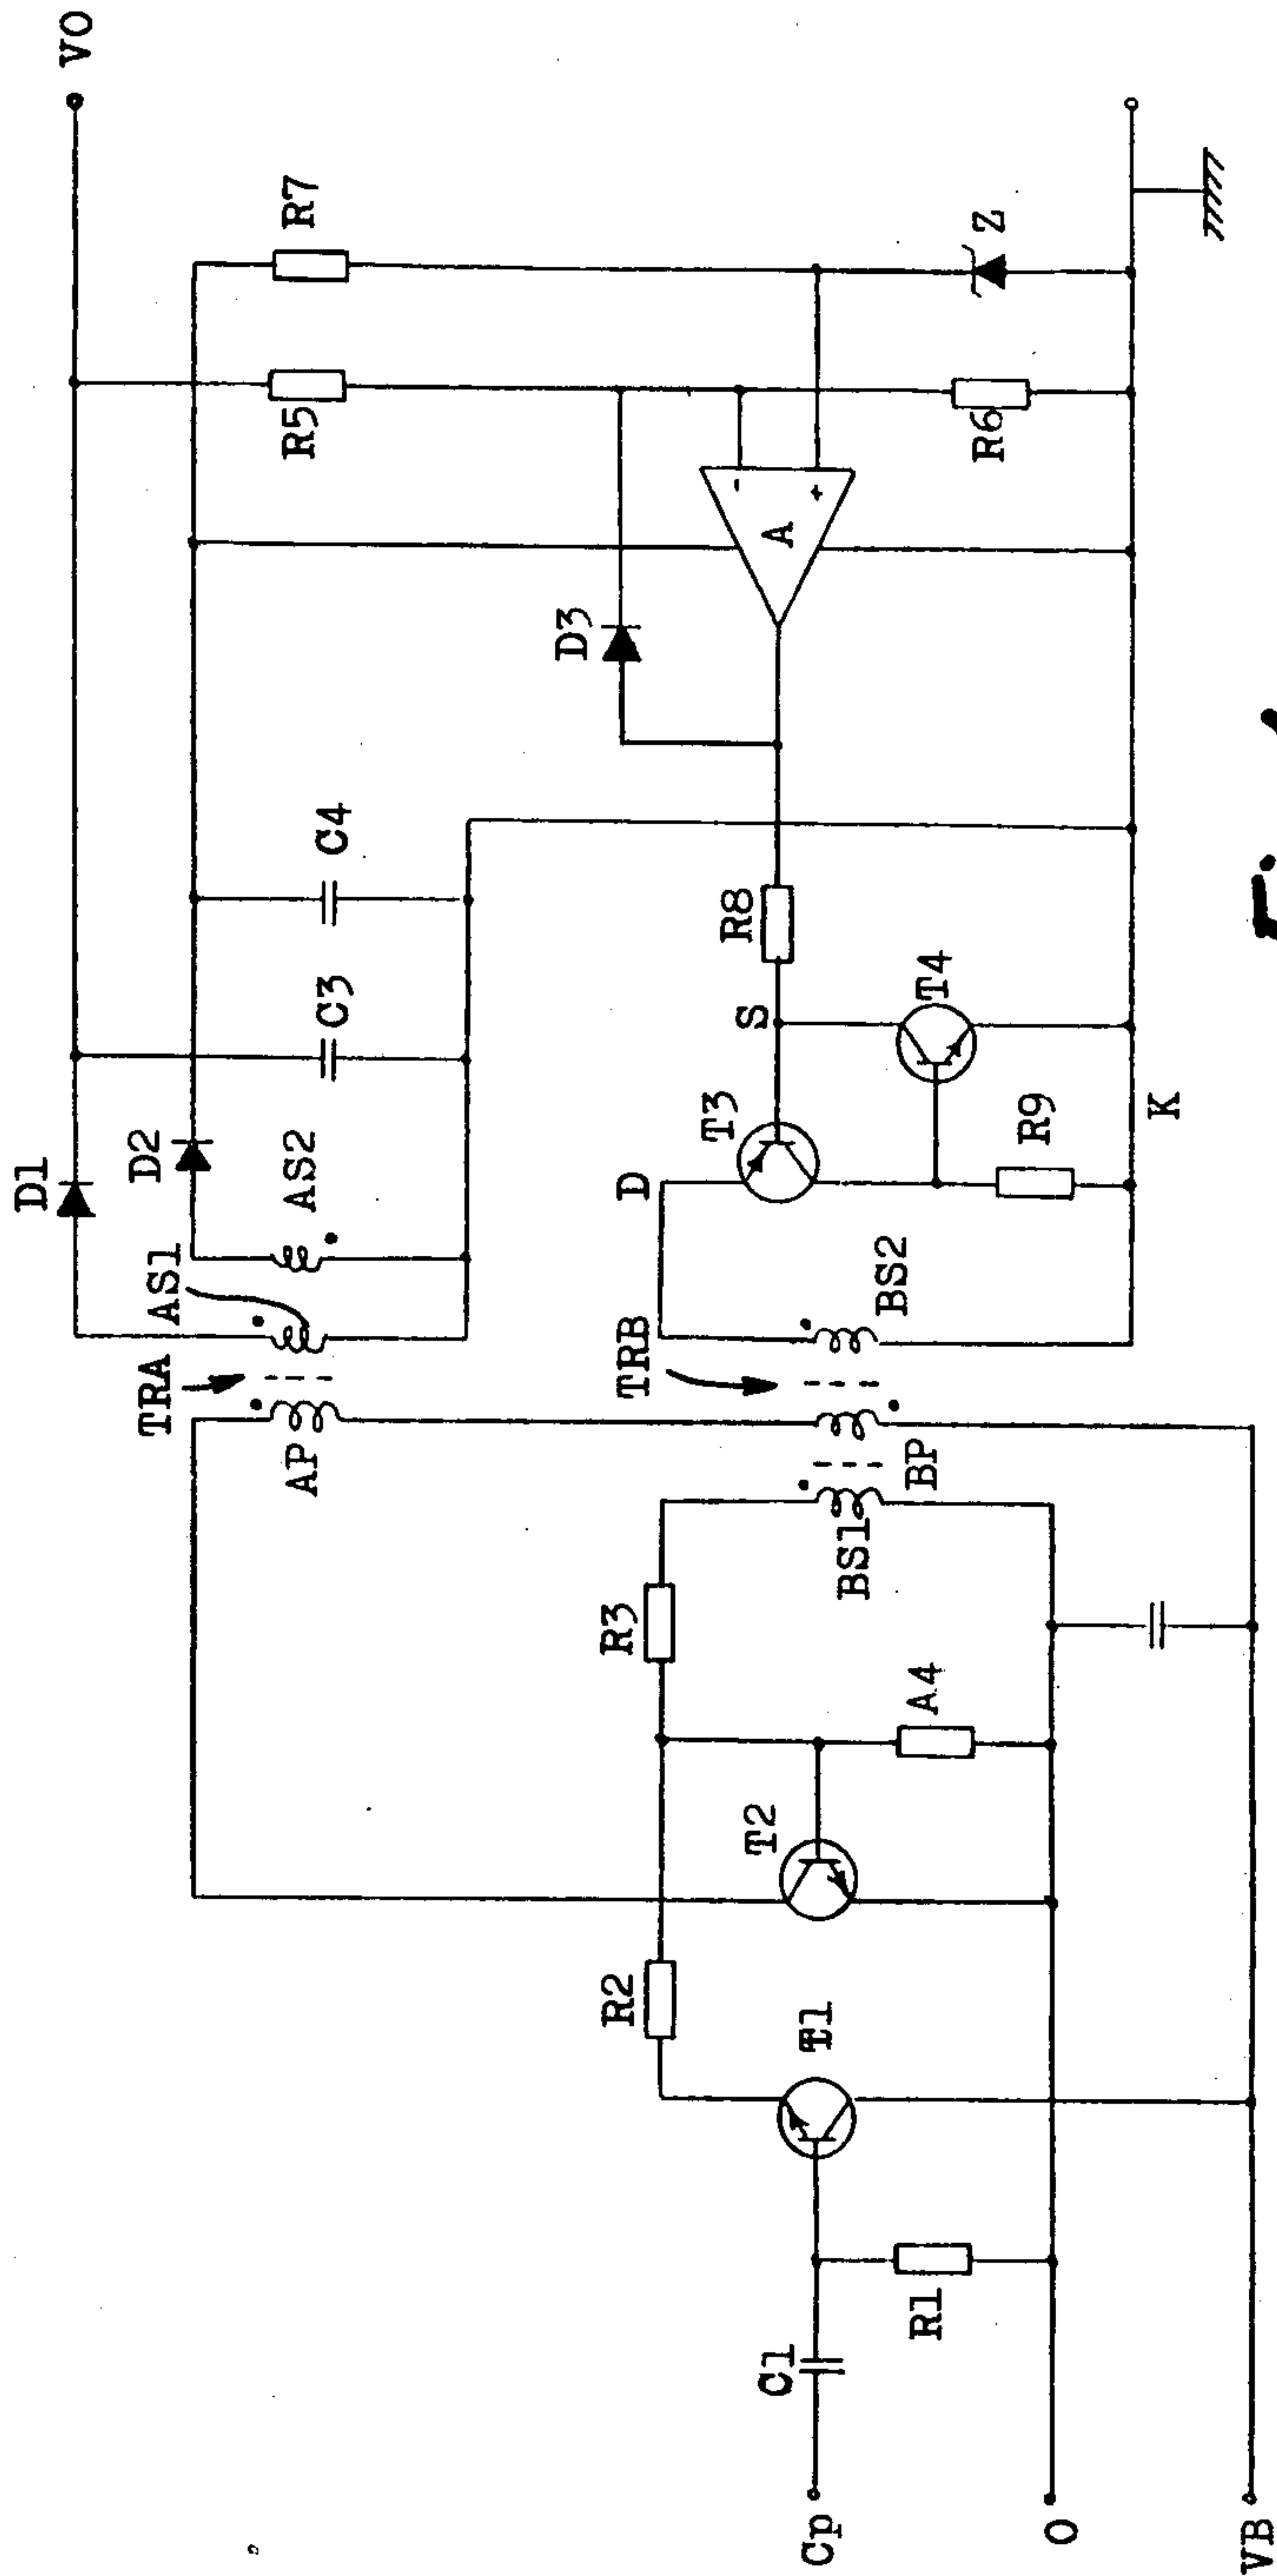 VO
D1
D2
R7
AS1
AS2
C3
C4
R5
TRA
AP
D3
-
+
A
Z
R6
TRB
D
T3
S
R8
T4
R9
K
BS2
BP
BS1
R3
A4
T2
R2
T1
C1
R1
Cp
O
VB